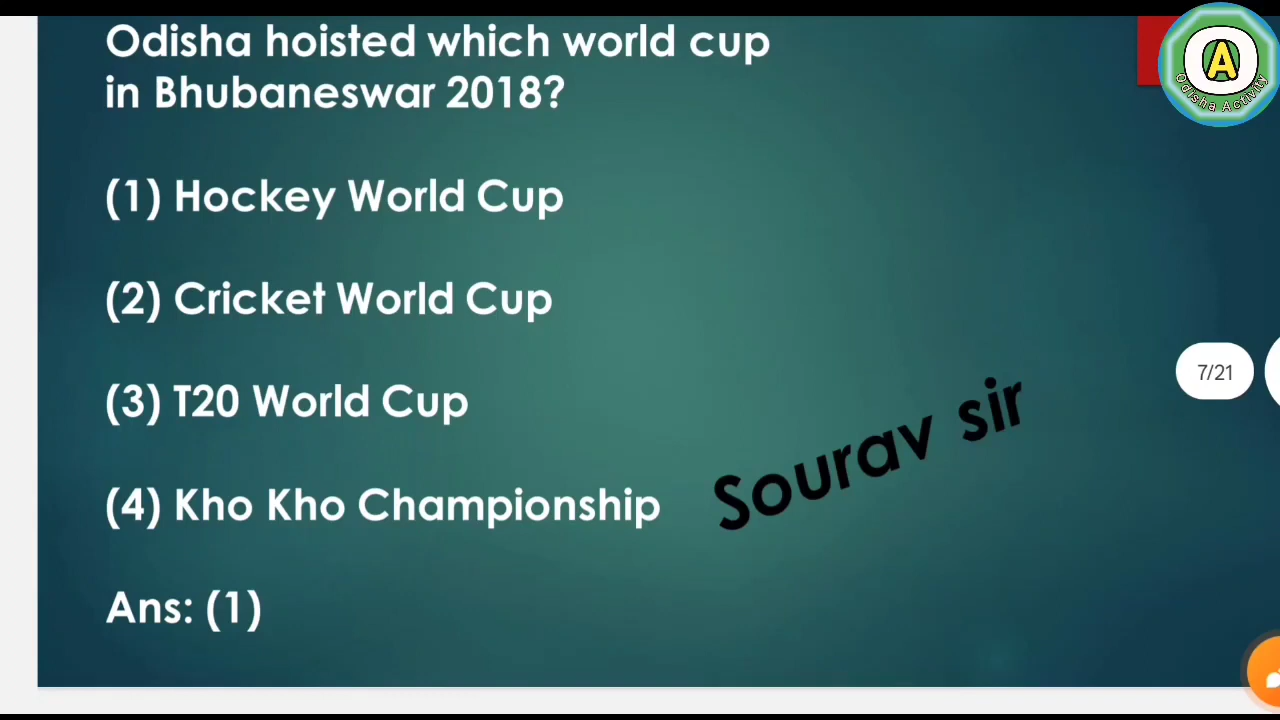 Odisha hoisted which world cup
in Bhubaneswar 2018?
(1) Hockey World Cup
(2) Cricket World Cup
(3) T20 World Cup
(4) Kho Kho Championship
Ans: (1)
Sourav sir
7/21
A
Odisha Activity